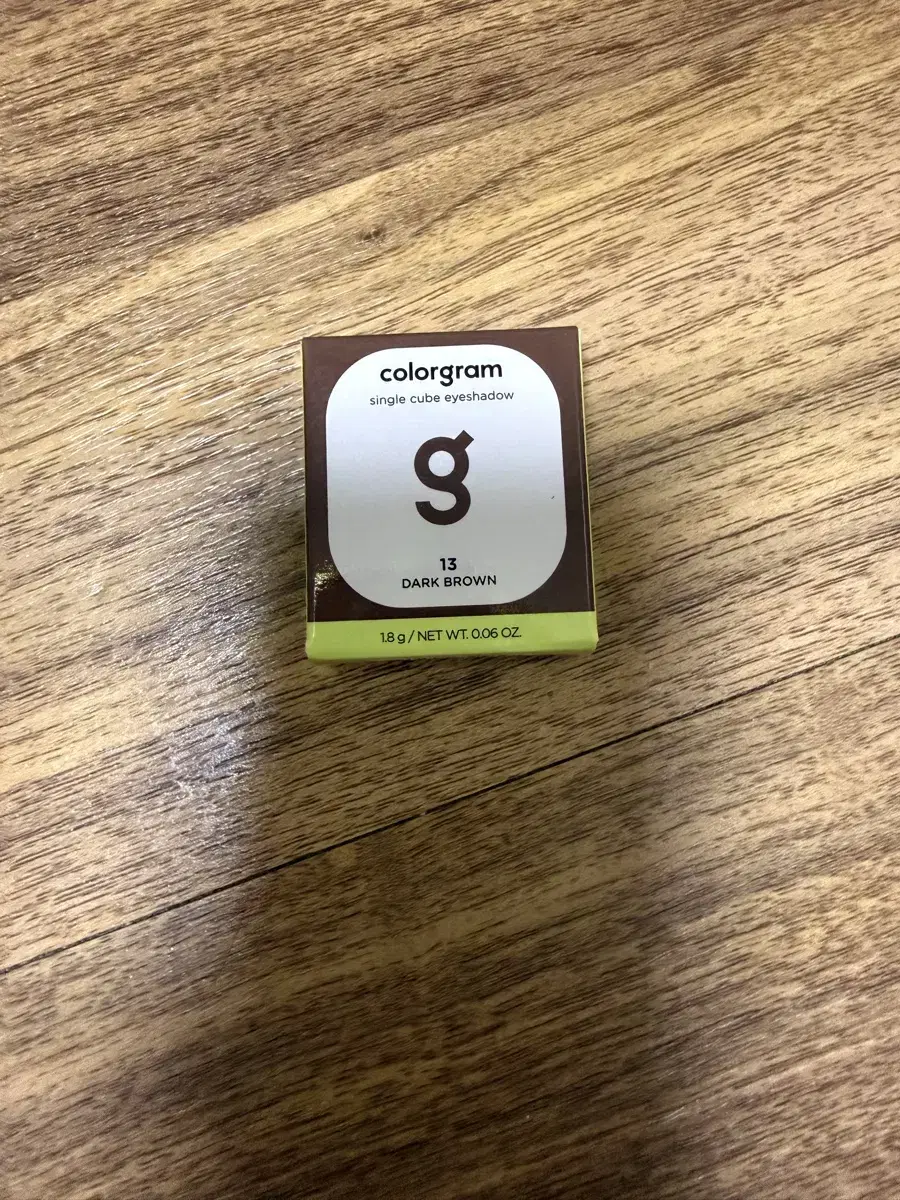 colorgram
single cube eyeshadow
g
13
DARK BROWN
1.8 g / NET WT. 0.06 OZ.